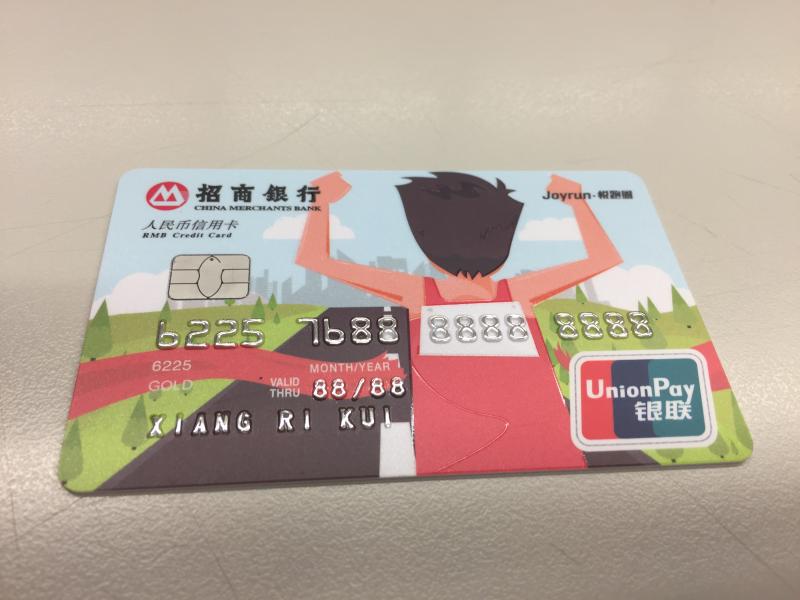 招商銀行
CHINA MERCHANTS BANK
Joyrun·悦跑圈
人民币信用卡
RMB Credit Card
6225 7688 8888 8888
6225
MONTH/YEAR
GOLD
VALID THRU 88/88
XIANG RI KUI
UnionPay
银联